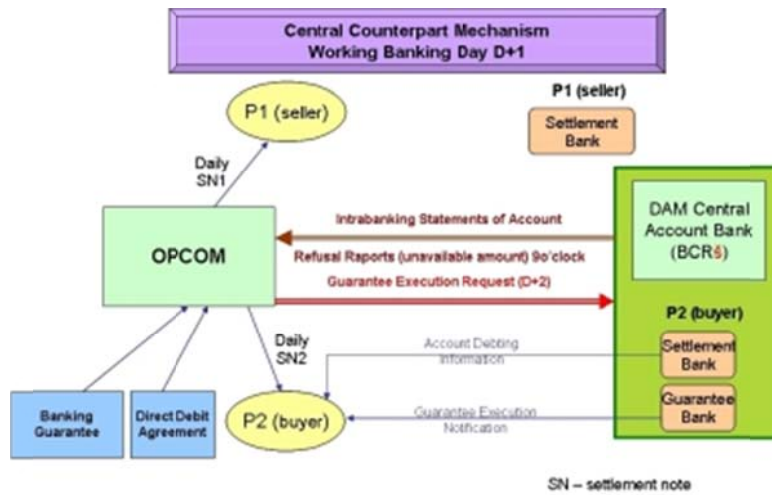 Central Counterpart Mechanism
Working Banking Day D+1
P1 (seller)
P1 (seller)
Settlement
Bank
Daily
SN1
OPCOM
Intrabanking Statements of Account
Refusal Raports (unavailable amount) 9o'clock
Guarantee Execution Request (D+2)
DAM Central
Account Bank
(BCR§)
P2 (buyer)
Settlement
Bank
Guarantee
Bank
Daily
SN2
Account Debting
Information
Guarantee Execution
Notification
Banking
Guarantee
Direct Debit
Agreement
P2 (buyer)
SN – settlement note